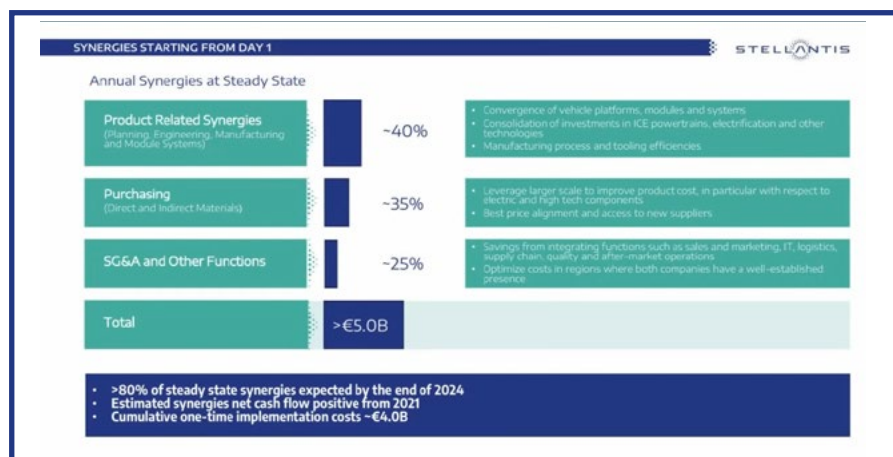 SYNERGIES STARTING FROM DAY 1
STELLANTIS
Annual Synergies at Steady State
Product Related Synergies
(Planning, Engineering, Manufacturing
and Module Systems)
~40%
• Convergence of vehicle platforms, modules and systems
• Consolidation of investments in ICE powertrains, electrification and other
technologies
• Manufacturing process and tooling efficiencies
Purchasing
(Direct and Indirect Materials)
~35%
• Leverage larger scale to improve product cost, in particular with respect to
electric and high tech components
• Best price alignment and access to new suppliers
SG&A and Other Functions
~25%
• Savings from integrating functions such as sales and marketing, IT, logistics,
supply chain, quality and after-market operations
• Optimize costs in regions where both companies have a well-established
presence
Total
>€5.0B
• >80% of steady state synergies expected by the end of 2024
• Estimated synergies net cash flow positive from 2021
• Cumulative one-time implementation costs ~€4.0B